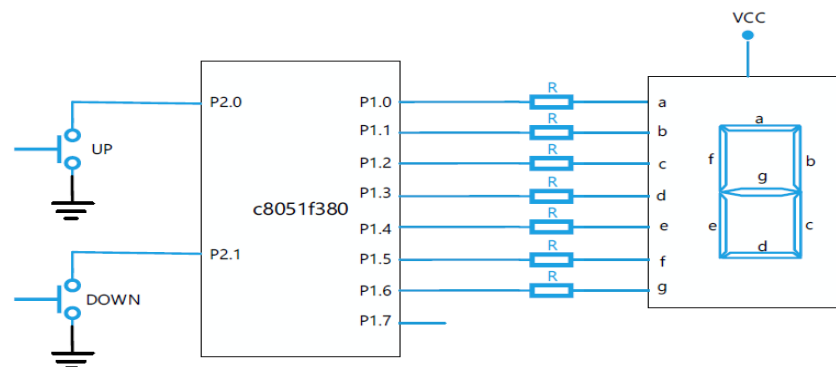 VCC
P2.0 P1.0 R a
P1.1 R b
UP P1.2 R c
P1.3 R d
c8051f380
P1.4 R e
P2.1 P1.5 R f
DOWN P1.6 R g
P1.7
a
f b
g
e c
d